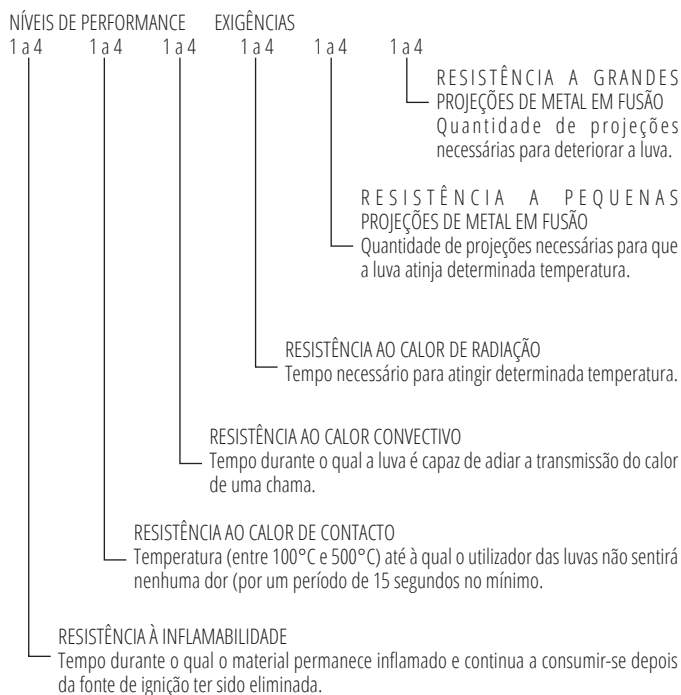 NÍVEIS DE PERFORMANCE EXIGÊNCIAS
1 a 4 1 a 4 1 a 4 1 a 4 1 a 4 1 a 4
RESISTÊNCIA A GRANDES
PROJEÇÕES DE METAL EM FUSÃO
Quantidade de projeções
necessárias para deteriorar a luva.
RESISTÊNCIA A PEQUENAS
PROJEÇÕES DE METAL EM FUSÃO
Quantidade de projeções necessárias para que
a luva atinja determinada temperatura.
RESISTÊNCIA AO CALOR DE RADIAÇÃO
Tempo necessário para atingir determinada temperatura.
RESISTÊNCIA AO CALOR CONVECTIVO
Tempo durante o qual a luva é capaz de adiar a transmissão do calor
de uma chama.
RESISTÊNCIA AO CALOR DE CONTACTO
Temperatura (entre 100°C e 500°C) até à qual o utilizador das luvas não sentirá
nenhuma dor (por um período de 15 segundos no mínimo.
RESISTÊNCIA À INFLAMABILIDADE
Tempo durante o qual o material permanece inflamado e continua a consumir-se depois
da fonte de ignição ter sido eliminada.